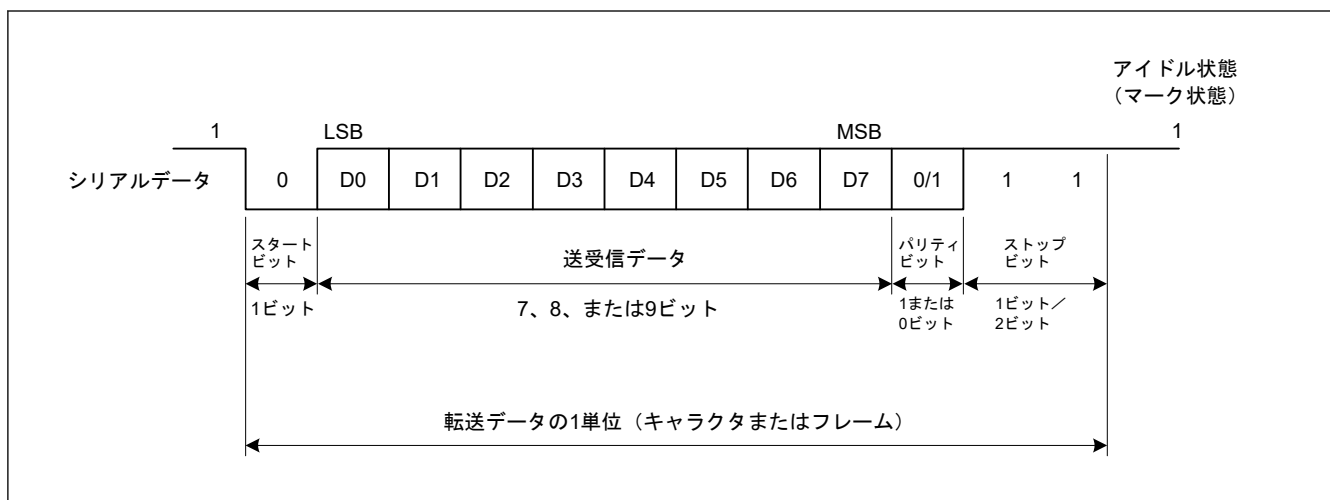 アイドル状態
（マーク状態）
1 LSB MSB 1
シリアルデータ 0 D0 D1 D2 D3 D4 D5 D6 D7 0/1 1 1
スタート
ビット
送受信データ
パリティ
ビット
ストップ
ビット
1ビット
7、8、または9ビット
1または
0ビット
1ビット／
2ビット
転送データの1単位（キャラクタまたはフレーム）